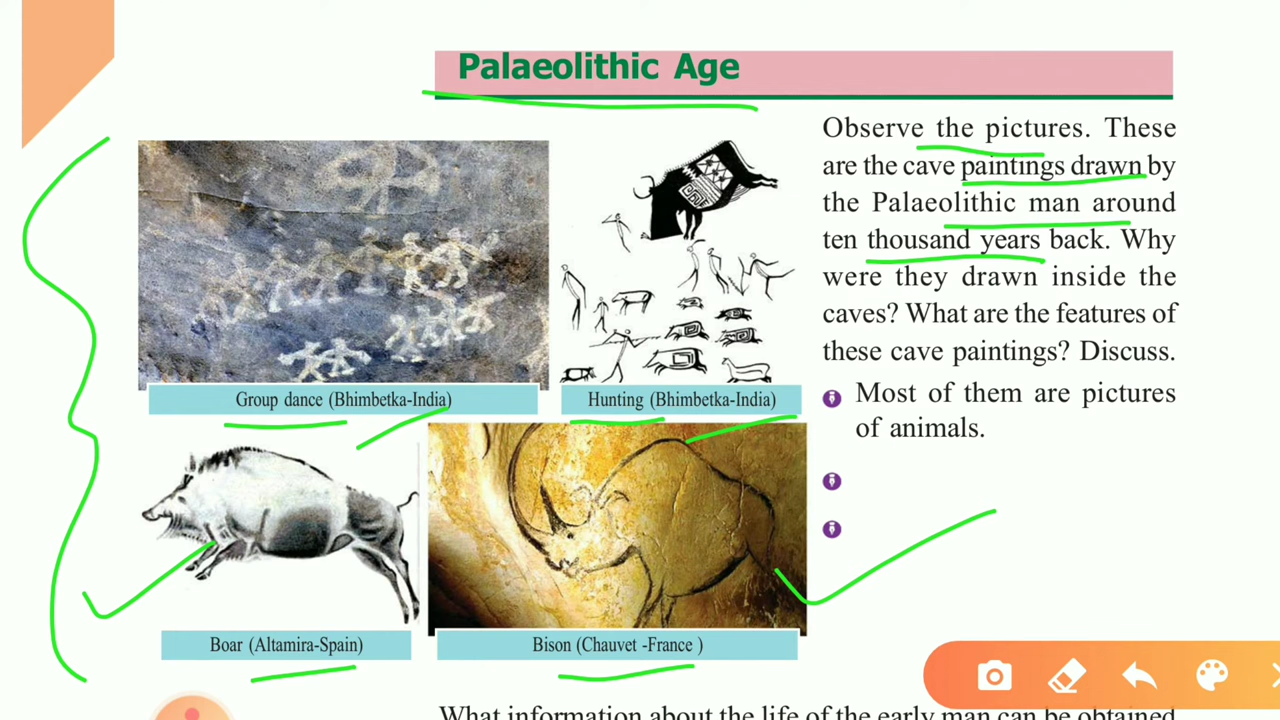 Palaeolithic Age
Observe the pictures. These
are the cave paintings drawn by
the Palaeolithic man around
ten thousand years back. Why
were they drawn inside the
caves? What are the features of
these cave paintings? Discuss.
Most of them are pictures
of animals.
Group dance (Bhimbetka-India)
Hunting (Bhimbetka-India)
Boar (Altamira-Spain)
Bison (Chauvet -France )
What information about the life of the early man can be obtained